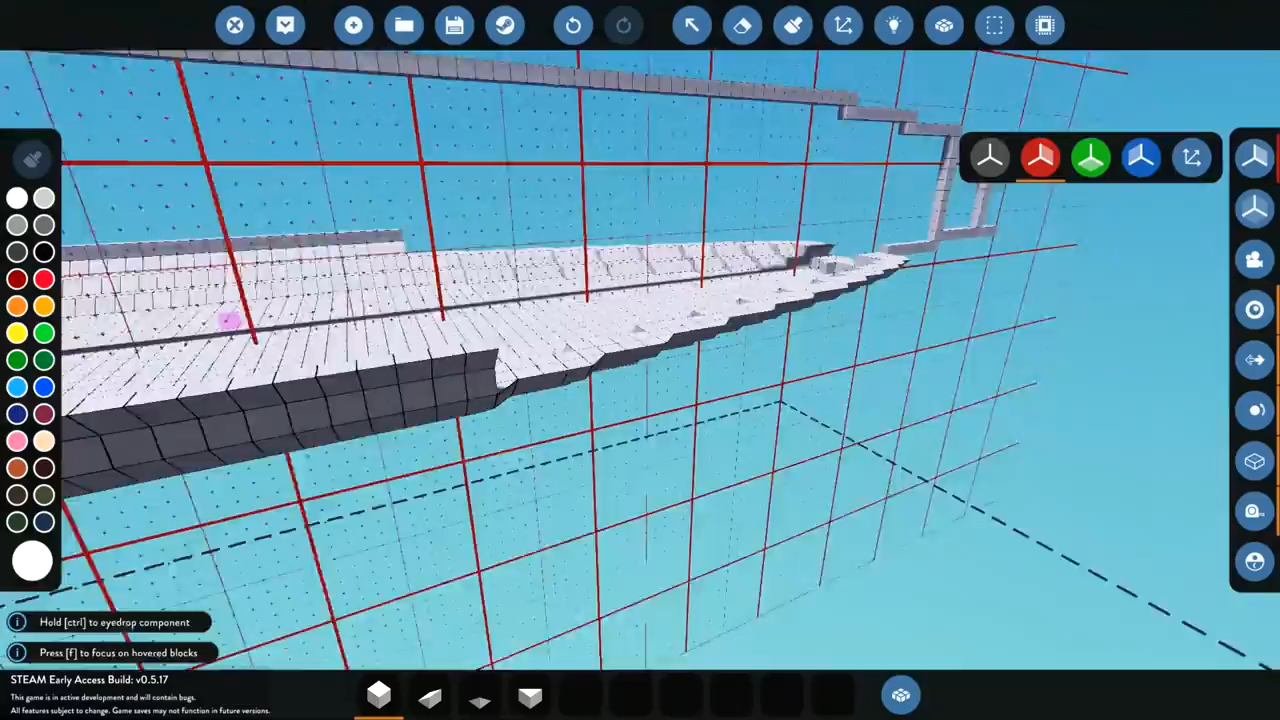 Hold [ctrl] to eyedrop component
Press [f] to focus on hovered blocks
STEAM Early Access Build: v0.5.17
This game is in active development and will contain bugs.
All features subject to change. Game saves may not function in future versions.